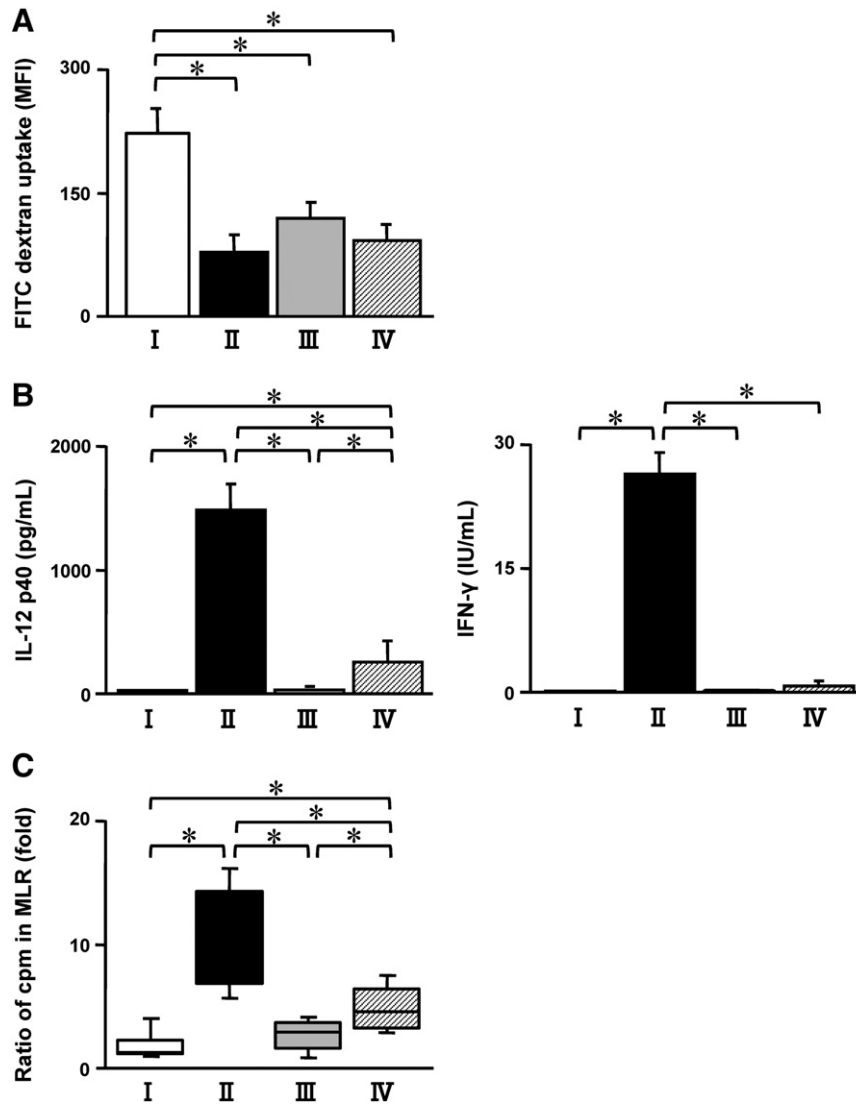 A
FITC dextran uptake (MFI)
300
150
0
*
*
*
I II III IV
B
IL-12 p40 (pg/mL)
2000
1000
0
*
*
* * *
I II III IV
IFN-γ (IU/mL)
30
15
0
*
* *
I II III IV
C
Ratio of cpm in MLR (fold)
20
10
0
*
*
* * *
I II III IV